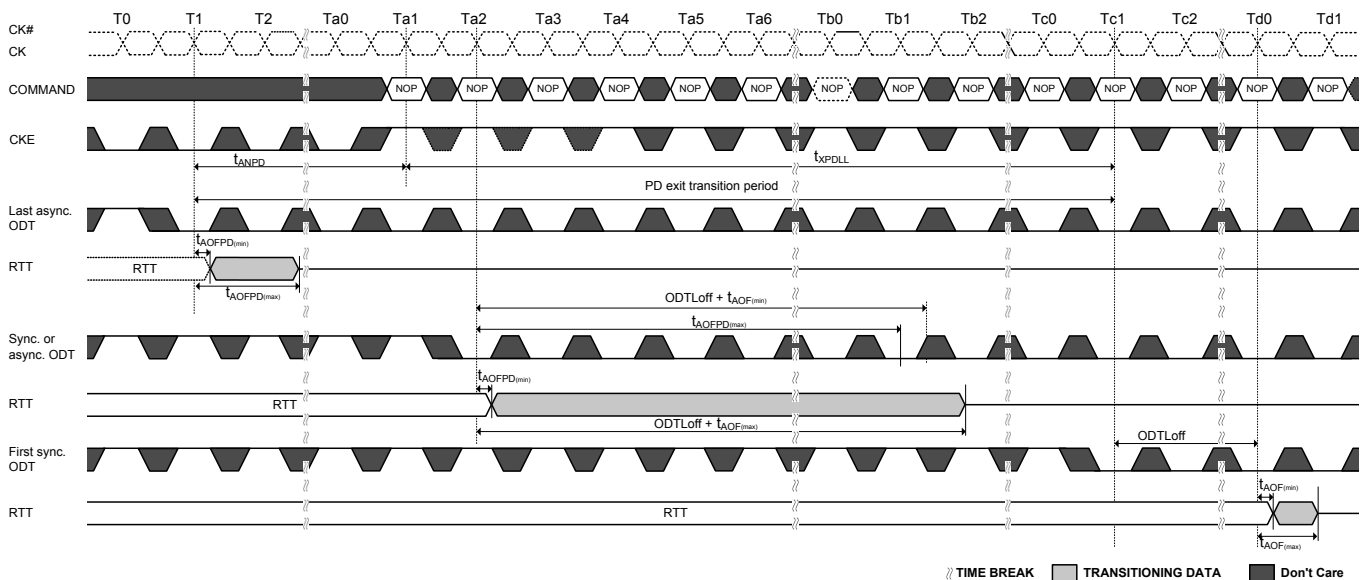 T0 T1 T2 Ta0 Ta1 Ta2 Ta3 Ta4 Ta5 Ta6 Tb0 Tb1 Tb2 Tc0 Tc1 Tc2 Td0 Td1
CK#
CK
COMMAND NOP NOP NOP NOP NOP NOP NOP NOP NOP NOP NOP NOP NOP NOP
CKE
tANPD tXPDLL
PD exit transition period
Last async.
ODT
tAOFPD(min)
RTT RTT
tAOFPD(max)
ODTLoff + tAOF(min)
tAOFPD(max)
Sync. or
async. ODT
tAOFPD(min)
RTT RTT
ODTLoff + tAOF(max)
First sync.
ODT
ODTLoff
tAOF(min)
RTT RTT
tAOF(max)
TIME BREAK TRANSITIONING DATA Don't Care